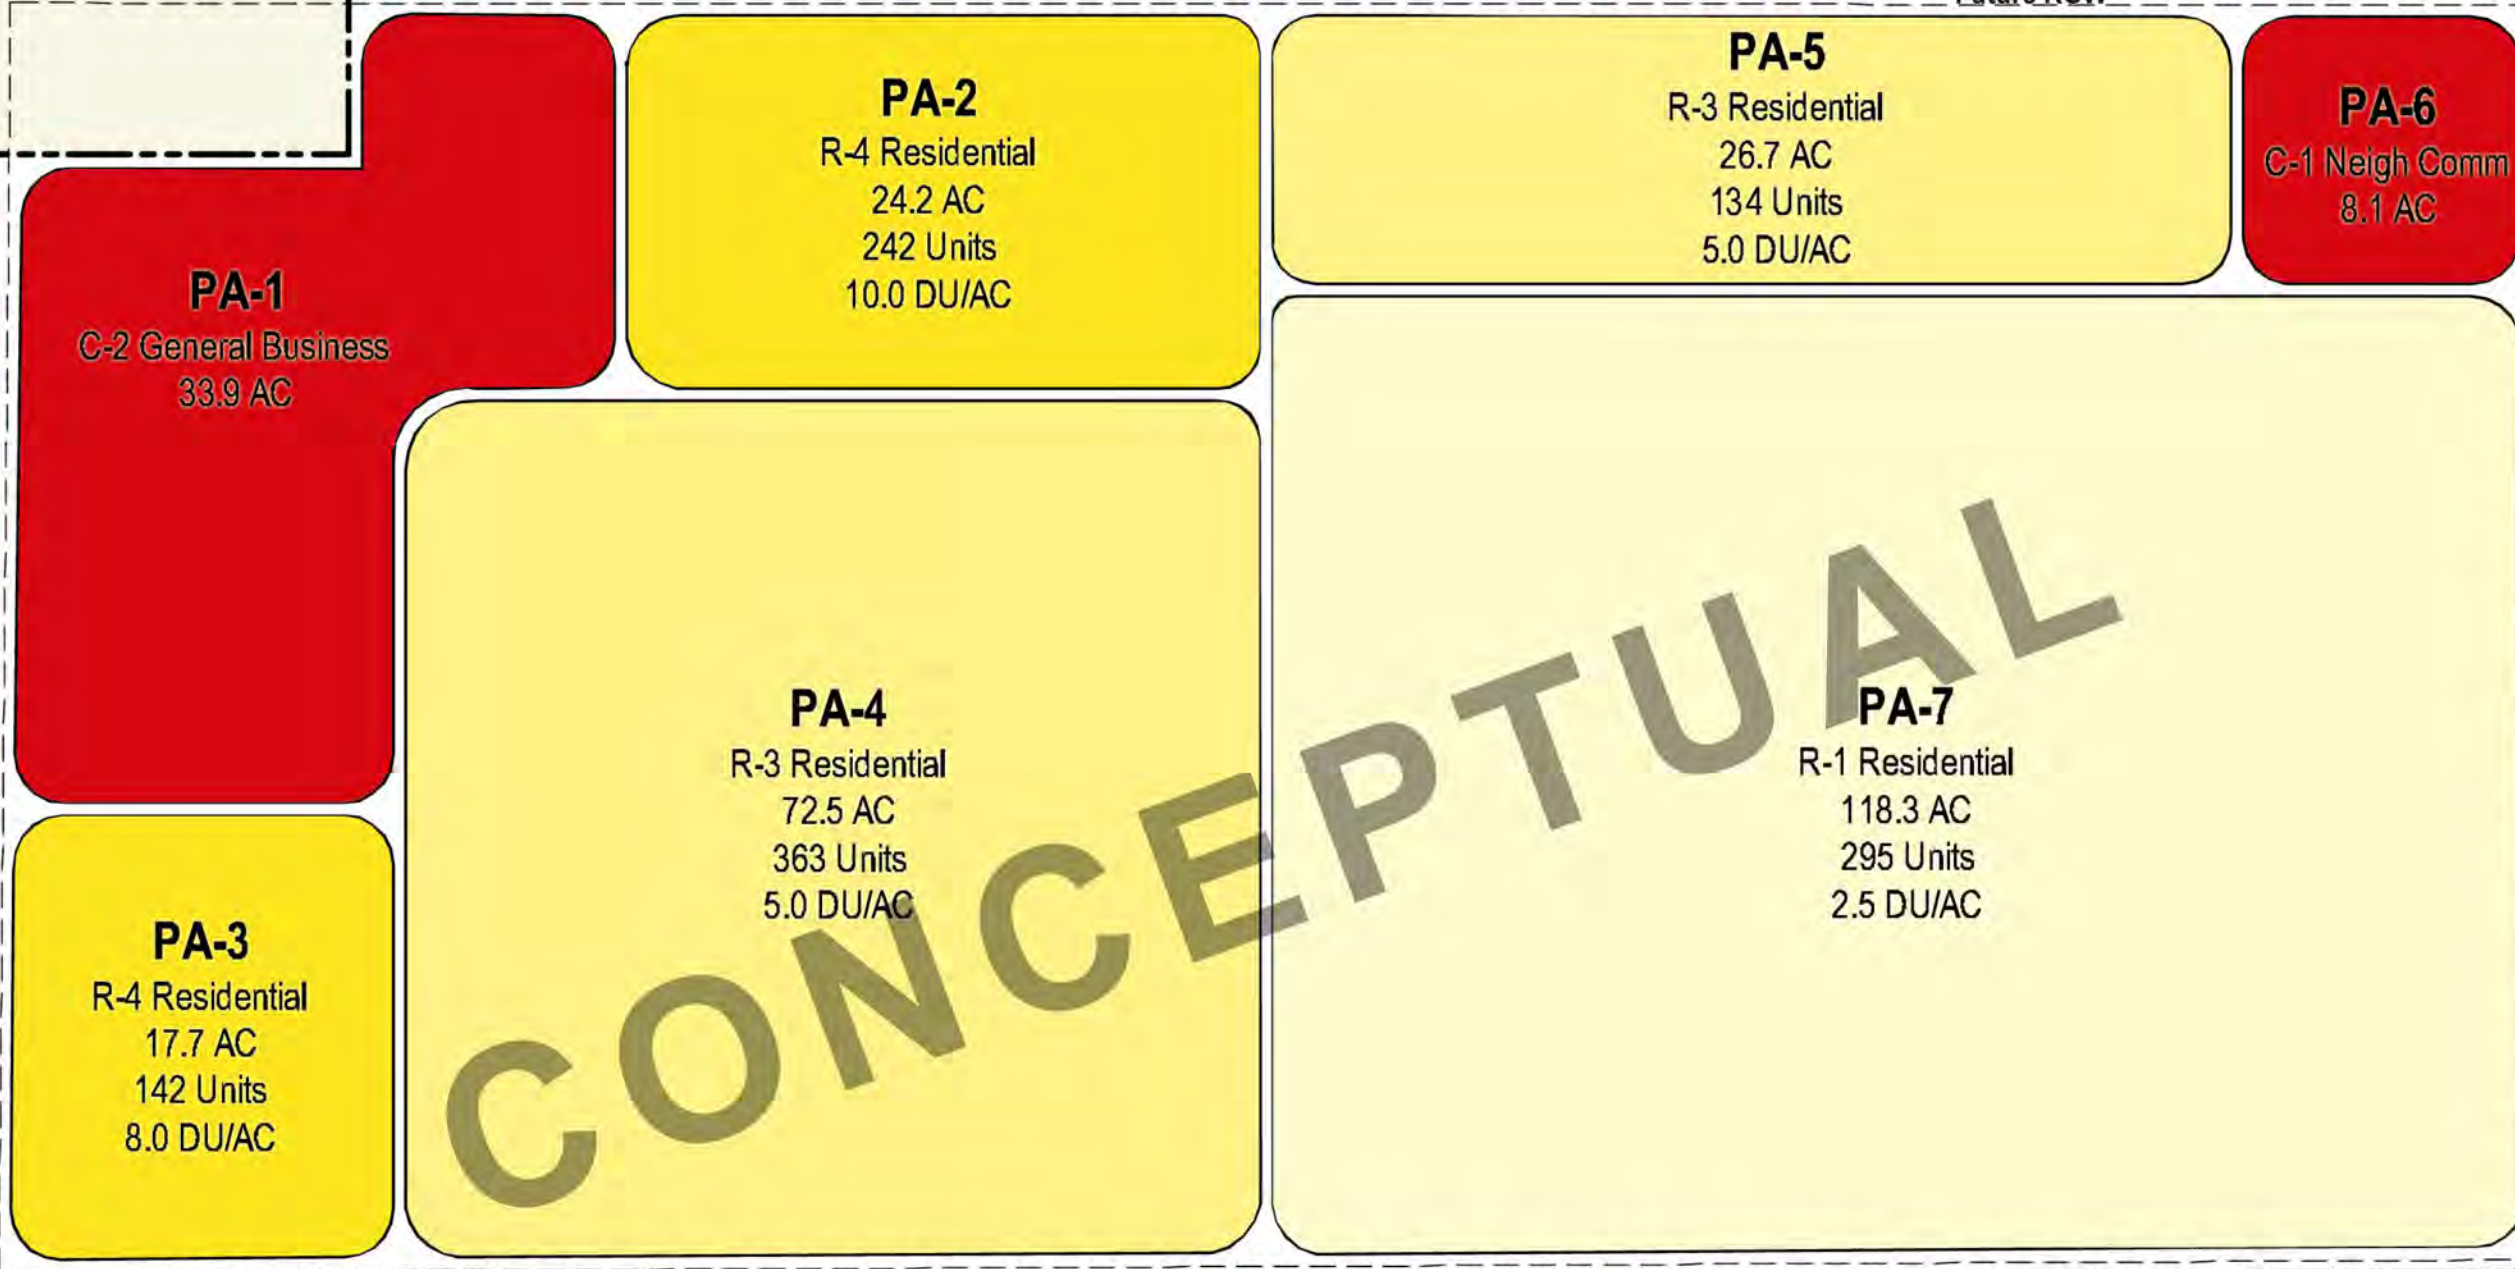 PA-1
C-2 General Business
33.9 AC
PA-2
R-4 Residential
24.2 AC
242 Units
10.0 DU/AC
PA-5
R-3 Residential
26.7 AC
134 Units
5.0 DU/AC
PA-6
C-1 Neigh Comm
8.1 AC
PA-3
R-4 Residential
17.7 AC
142 Units
8.0 DU/AC
PA-4
R-3 Residential
72.5 AC
363 Units
5.0 DU/AC
PA-7
R-1 Residential
118.3 AC
295 Units
2.5 DU/AC
CONCEPTUAL